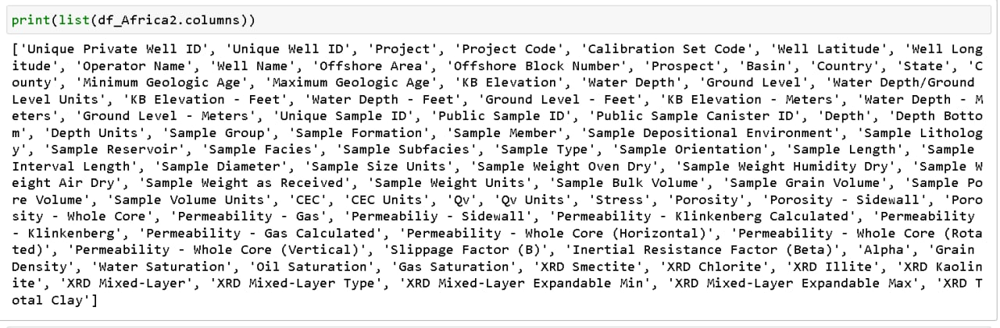 print(list(df_Africa2.columns))
['Unique Private Well ID', 'Unique Well ID', 'Project', 'Project Code', 'Calibration Set Code', 'Well Latitude', 'Well Long
itude', 'Operator Name', 'Well Name', 'Offshore Area', 'Offshore Block Number', 'Prospect', 'Basin', 'Country', 'State', 'C
ounty', 'Minimum Geologic Age', 'Maximum Geologic Age', 'KB Elevation', 'Water Depth', 'Ground Level', 'Water Depth/Ground
Level Units', 'KB Elevation - Feet', 'Water Depth - Feet', 'Ground Level - Feet', 'KB Elevation - Meters', 'Water Depth - M
eters', 'Ground Level - Meters', 'Unique Sample ID', 'Public Sample ID', 'Public Sample Canister ID', 'Depth', 'Depth Botto
m', 'Depth Units', 'Sample Group', 'Sample Formation', 'Sample Member', 'Sample Depositional Environment', 'Sample Litholog
y', 'Sample Reservoir', 'Sample Facies', 'Sample Subfacies', 'Sample Type', 'Sample Orientation', 'Sample Length', 'Sample
Interval Length', 'Sample Diameter', 'Sample Size Units', 'Sample Weight Oven Dry', 'Sample Weight Humidity Dry', 'Sample W
eight Air Dry', 'Sample Weight as Received', 'Sample Weight Units', 'Sample Bulk Volume', 'Sample Grain Volume', 'Sample Po
re Volume', 'Sample Volume Units', 'CEC', 'CEC Units', 'Qv', 'Qv Units', 'Stress', 'Porosity', 'Porosity - Sidewall', 'Poro
sity - Whole Core', 'Permeability - Gas', 'Permeabiliy - Sidewall', 'Permeability - Klinkenberg Calculated', 'Permeability
- Klinkenberg', 'Permeability - Gas Calculated', 'Permeability - Whole Core (Horizontal)', 'Permeability - Whole Core (Rota
ted)', 'Permeability - Whole Core (Vertical)', 'Slippage Factor (B)', 'Inertial Resistance Factor (Beta)', 'Alpha', 'Grain
Density', 'Water Saturation', 'Oil Saturation', 'Gas Saturation', 'XRD Smectite', 'XRD Chlorite', 'XRD Illite', 'XRD Kaolin
ite', 'XRD Mixed-Layer', 'XRD Mixed-Layer Type', 'XRD Mixed-Layer Expandable Min', 'XRD Mixed-Layer Expandable Max', 'XRD T
otal Clay']